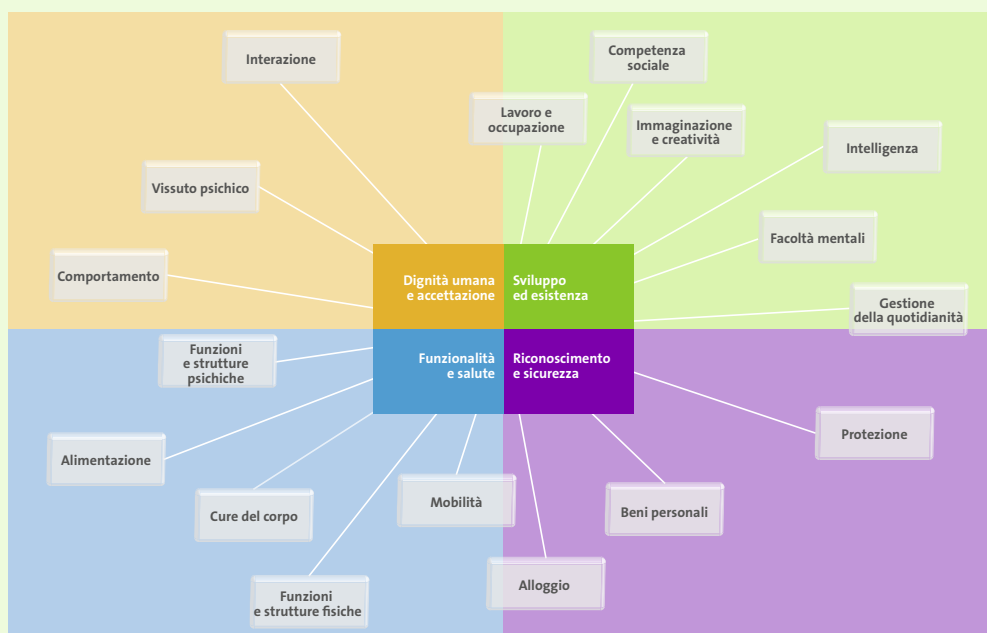 Interazione
Competenza
sociale
Lavoro e
occupazione
Immaginazione
e creatività
Intelligenza
Vissuto psichico
Facoltà mentali
Comportamento
Dignità umana
e accettazione
Sviluppo
ed esistenza
Gestione
della quotidianità
Funzioni
e strutture
psichiche
Funzionalità
e salute
Riconoscimento
e sicurezza
Protezione
Alimentazione
Cure del corpo
Mobilità
Beni personali
Alloggio
Funzioni
e strutture fisiche